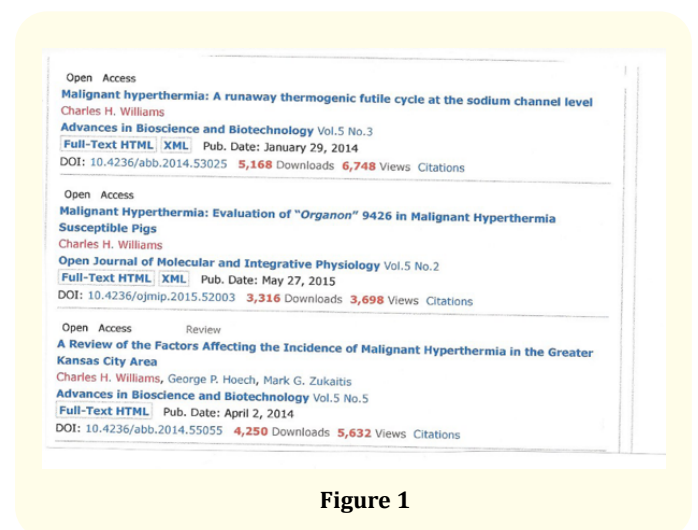 Open Access
Malignant hyperthermia: A runaway thermogenic futile cycle at the sodium channel level
Charles H. Williams
Advances in Bioscience and Biotechnology Vol.5 No.3
Full-Text HTML XML Pub. Date: January 29, 2014
DOI: 10.4236/abb.2014.53025 5,168 Downloads 6,748 Views Citations
Open Access
Malignant Hyperthermia: Evaluation of "Organon" 9426 in Malignant Hyperthermia
Susceptible Pigs
Charles H. Williams
Open Journal of Molecular and Integrative Physiology Vol.5 No.2
Full-Text HTML XML Pub. Date: May 27, 2015
DOI: 10.4236/ojmip.2015.52003 3,316 Downloads 3,698 Views Citations
Open Access Review
A Review of the Factors Affecting the Incidence of Malignant Hyperthermia in the Greater
Kansas City Area
Charles H. Williams, George P. Hoech, Mark G. Zukaitis
Advances in Bioscience and Biotechnology Vol.5 No.5
Full-Text HTML Pub. Date: April 2, 2014
DOI: 10.4236/abb.2014.55055 4,250 Downloads 5,632 Views Citations
Figure 1